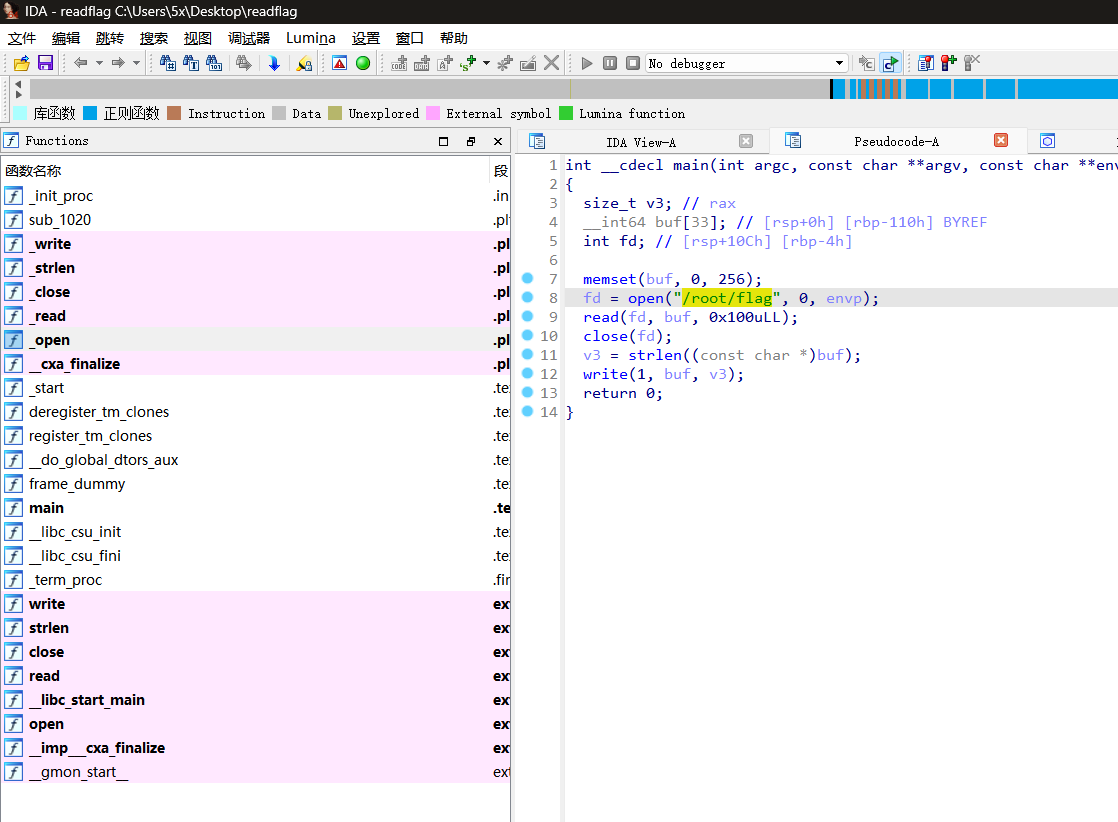 IDA - readflag C:\Users\5x\Desktop\readflag
文件 编辑 跳转 搜索 视图 调试器 Lumina 设置 窗口 帮助
No debugger
库函数 正则函数 Instruction Data Unexplored External symbol Lumina function
Functions
IDA View-A
Pseudocode-A
函数名称 段
_init_proc .in
sub_1020 .pl
_write .pl
_strlen .pl
_close .pl
_read .pl
_open .pl
__cxa_finalize .pl
_start .te
deregister_tm_clones .te
register_tm_clones .te
__do_global_dtors_aux .te
frame_dummy .te
main .te
__libc_csu_init .te
__libc_csu_fini .te
_term_proc .fin
write ex
strlen ex
close ex
read ex
__libc_start_main ex
open ex
__imp___cxa_finalize ex
__gmon_start__ ext
1 int __cdecl main(int argc, const char **argv, const char **env
2 {
3 size_t v3; // rax
4 __int64 buf[33]; // [rsp+0h] [rbp-110h] BYREF
5 int fd; // [rsp+10Ch] [rbp-4h]
6
7 memset(buf, 0, 256);
8 fd = open("/root/flag", 0, envp);
9 read(fd, buf, 0x100uLL);
10 close(fd);
11 v3 = strlen((const char *)buf);
12 write(1, buf, v3);
13 return 0;
14 }